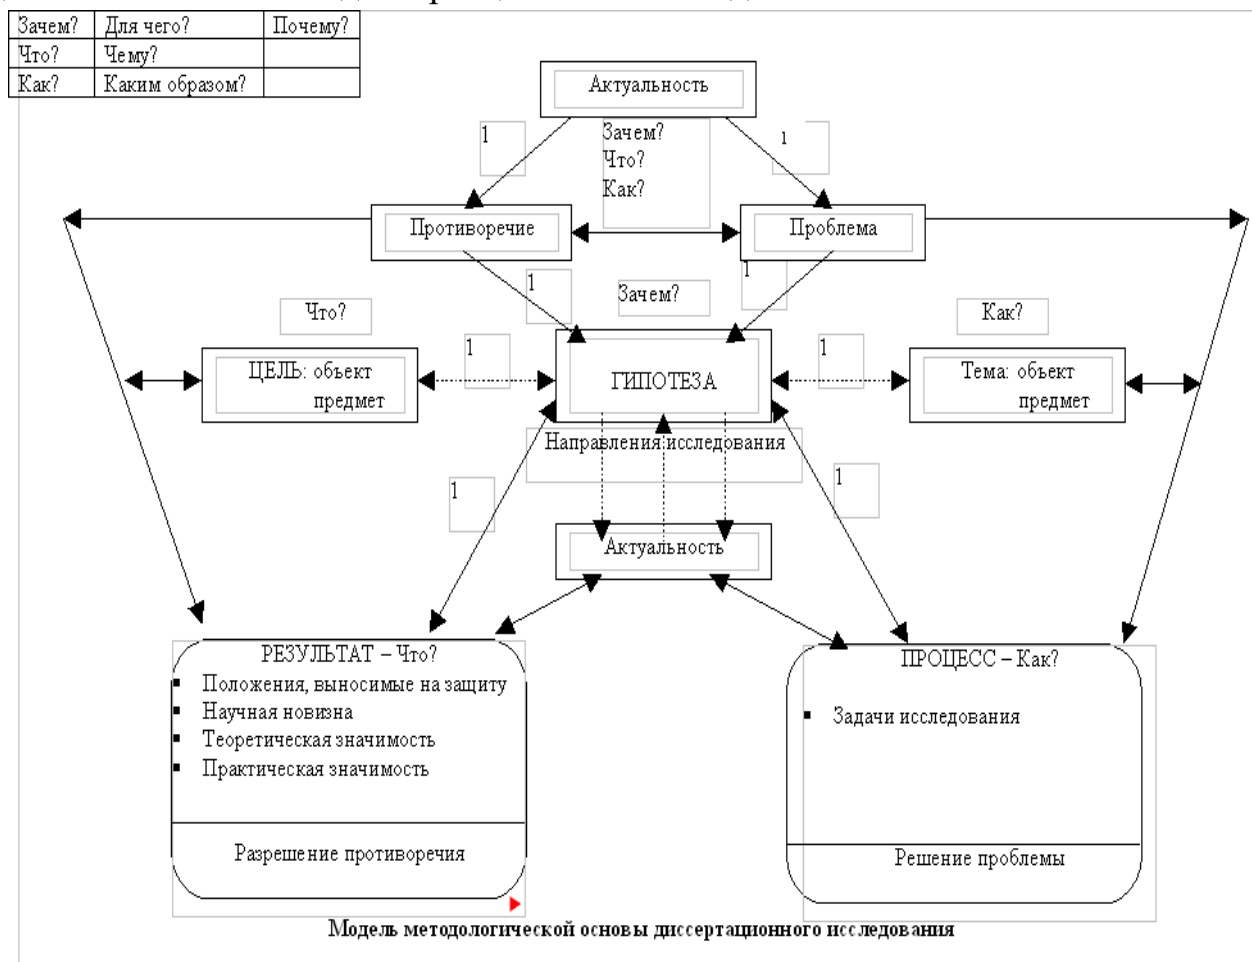 Зачем? Для чего? Почему?
Что? Чему?
Как? Каким образом?
Актуальность
1
Зачем?
Что?
Как?
1
Противоречие
Проблема
1
Зачем?
1
Что?
Как?
ЦЕЛЬ: объект
предмет
1
ГИПОТЕЗА
1
Тема: объект
предмет
Направления исследования
1
1
Актуальность
РЕЗУЛЬТАТ – Что?
▪ Положения, выносимые на защиту
▪ Научная новизна
▪ Теоретическая значимость
▪ Практическая значимость
Разрешение противоречия
ПРОЦЕСС – Как?
▪ Задачи исследования
Решение проблемы
Модель методологической основы диссертационного исследования